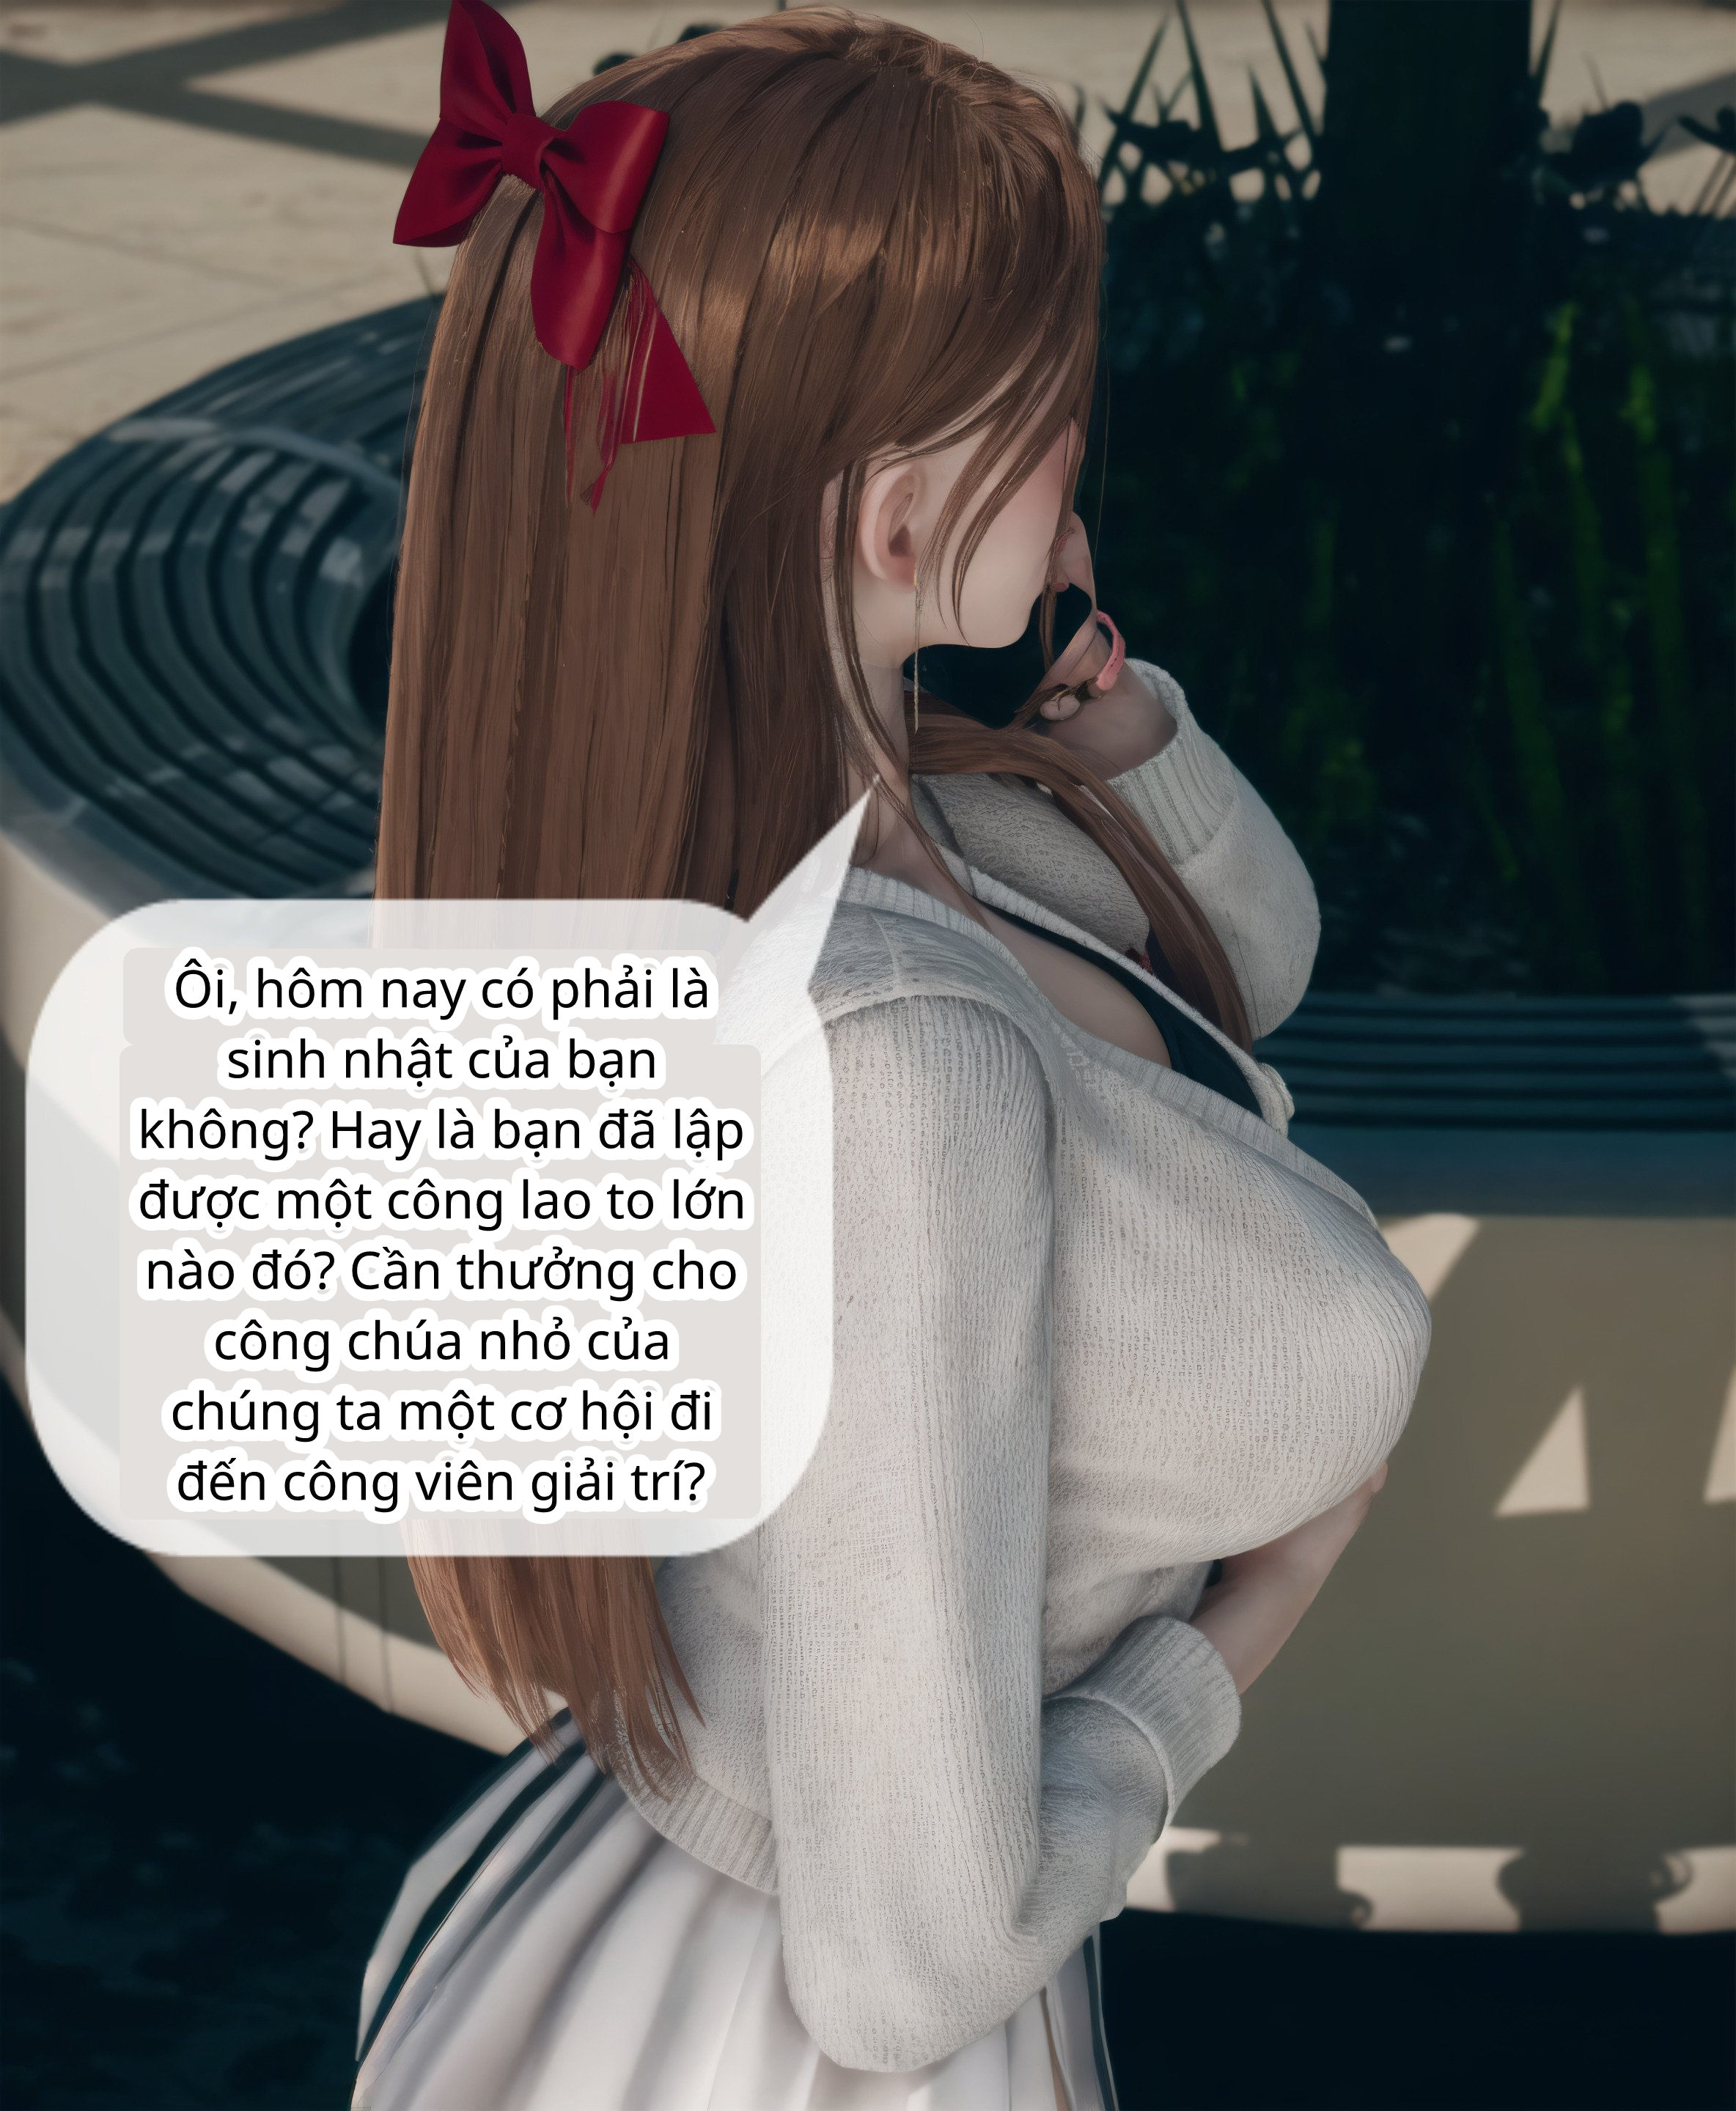 Ôi, hôm nay có phải là
sinh nhật của bạn
không? Hay là bạn đã lập
được một công lao to lớn
nào đó? Cần thưởng cho
công chúa nhỏ của
chúng ta một cơ hội đi
đến công viên giải trí?